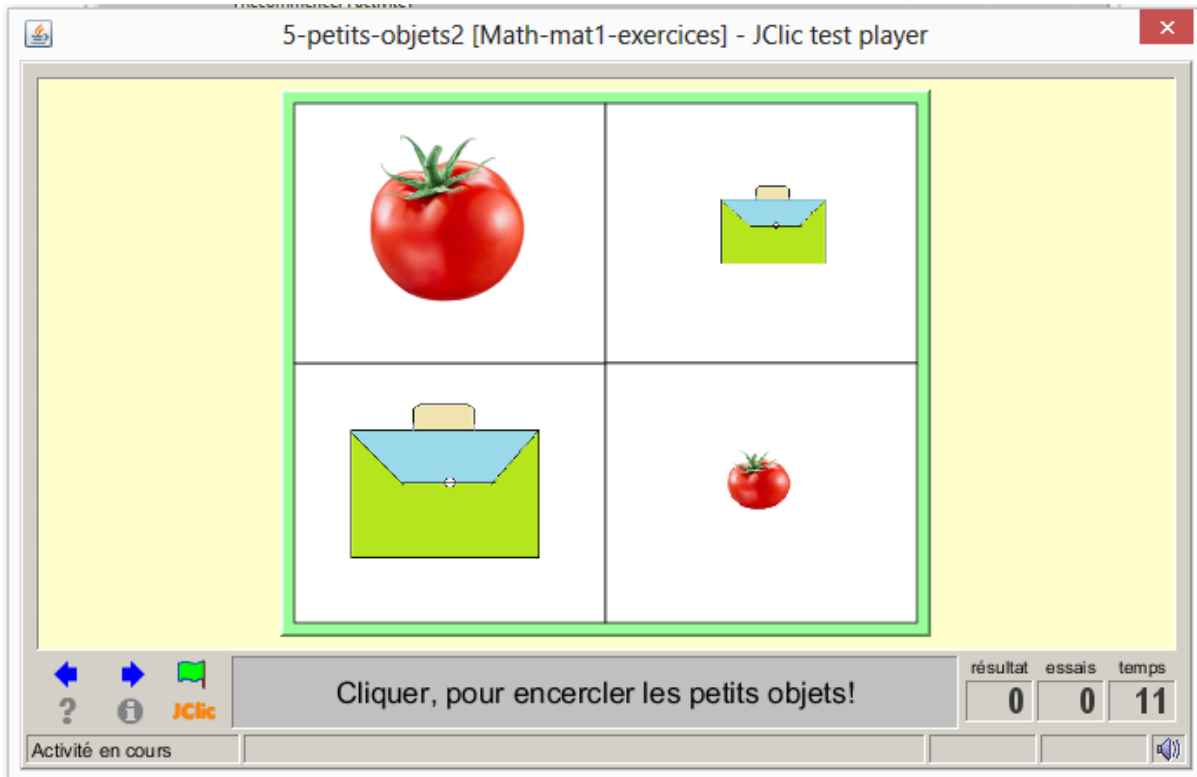 5-petits-objets2 [Math-mat1-exercices] - JClic test player
résultat essais temps
Cliquer, pour encercler les petits objets!
0 0 11
JClic
Activité en cours